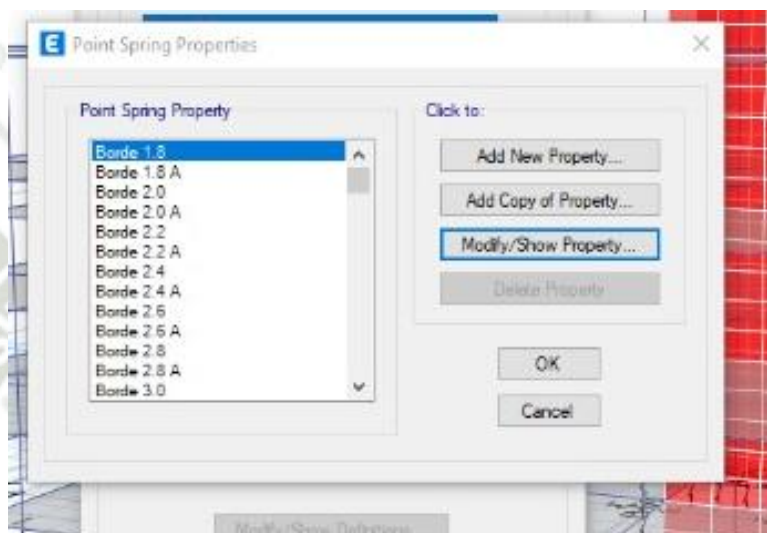 E Point Spring Properties
Point Spring Property
Borde 1.8
Borde 1.8 A
Borde 2.0
Borde 2.0 A
Borde 2.2
Borde 2.2 A
Borde 2.4
Borde 2.4 A
Borde 2.6
Borde 2.6 A
Borde 2.8
Borde 2.8 A
Borde 3.0
Click to:
Add New Property...
Add Copy of Property...
Modify/Show Property...
Delete Property
OK
Cancel
Modify/Show Definitions...